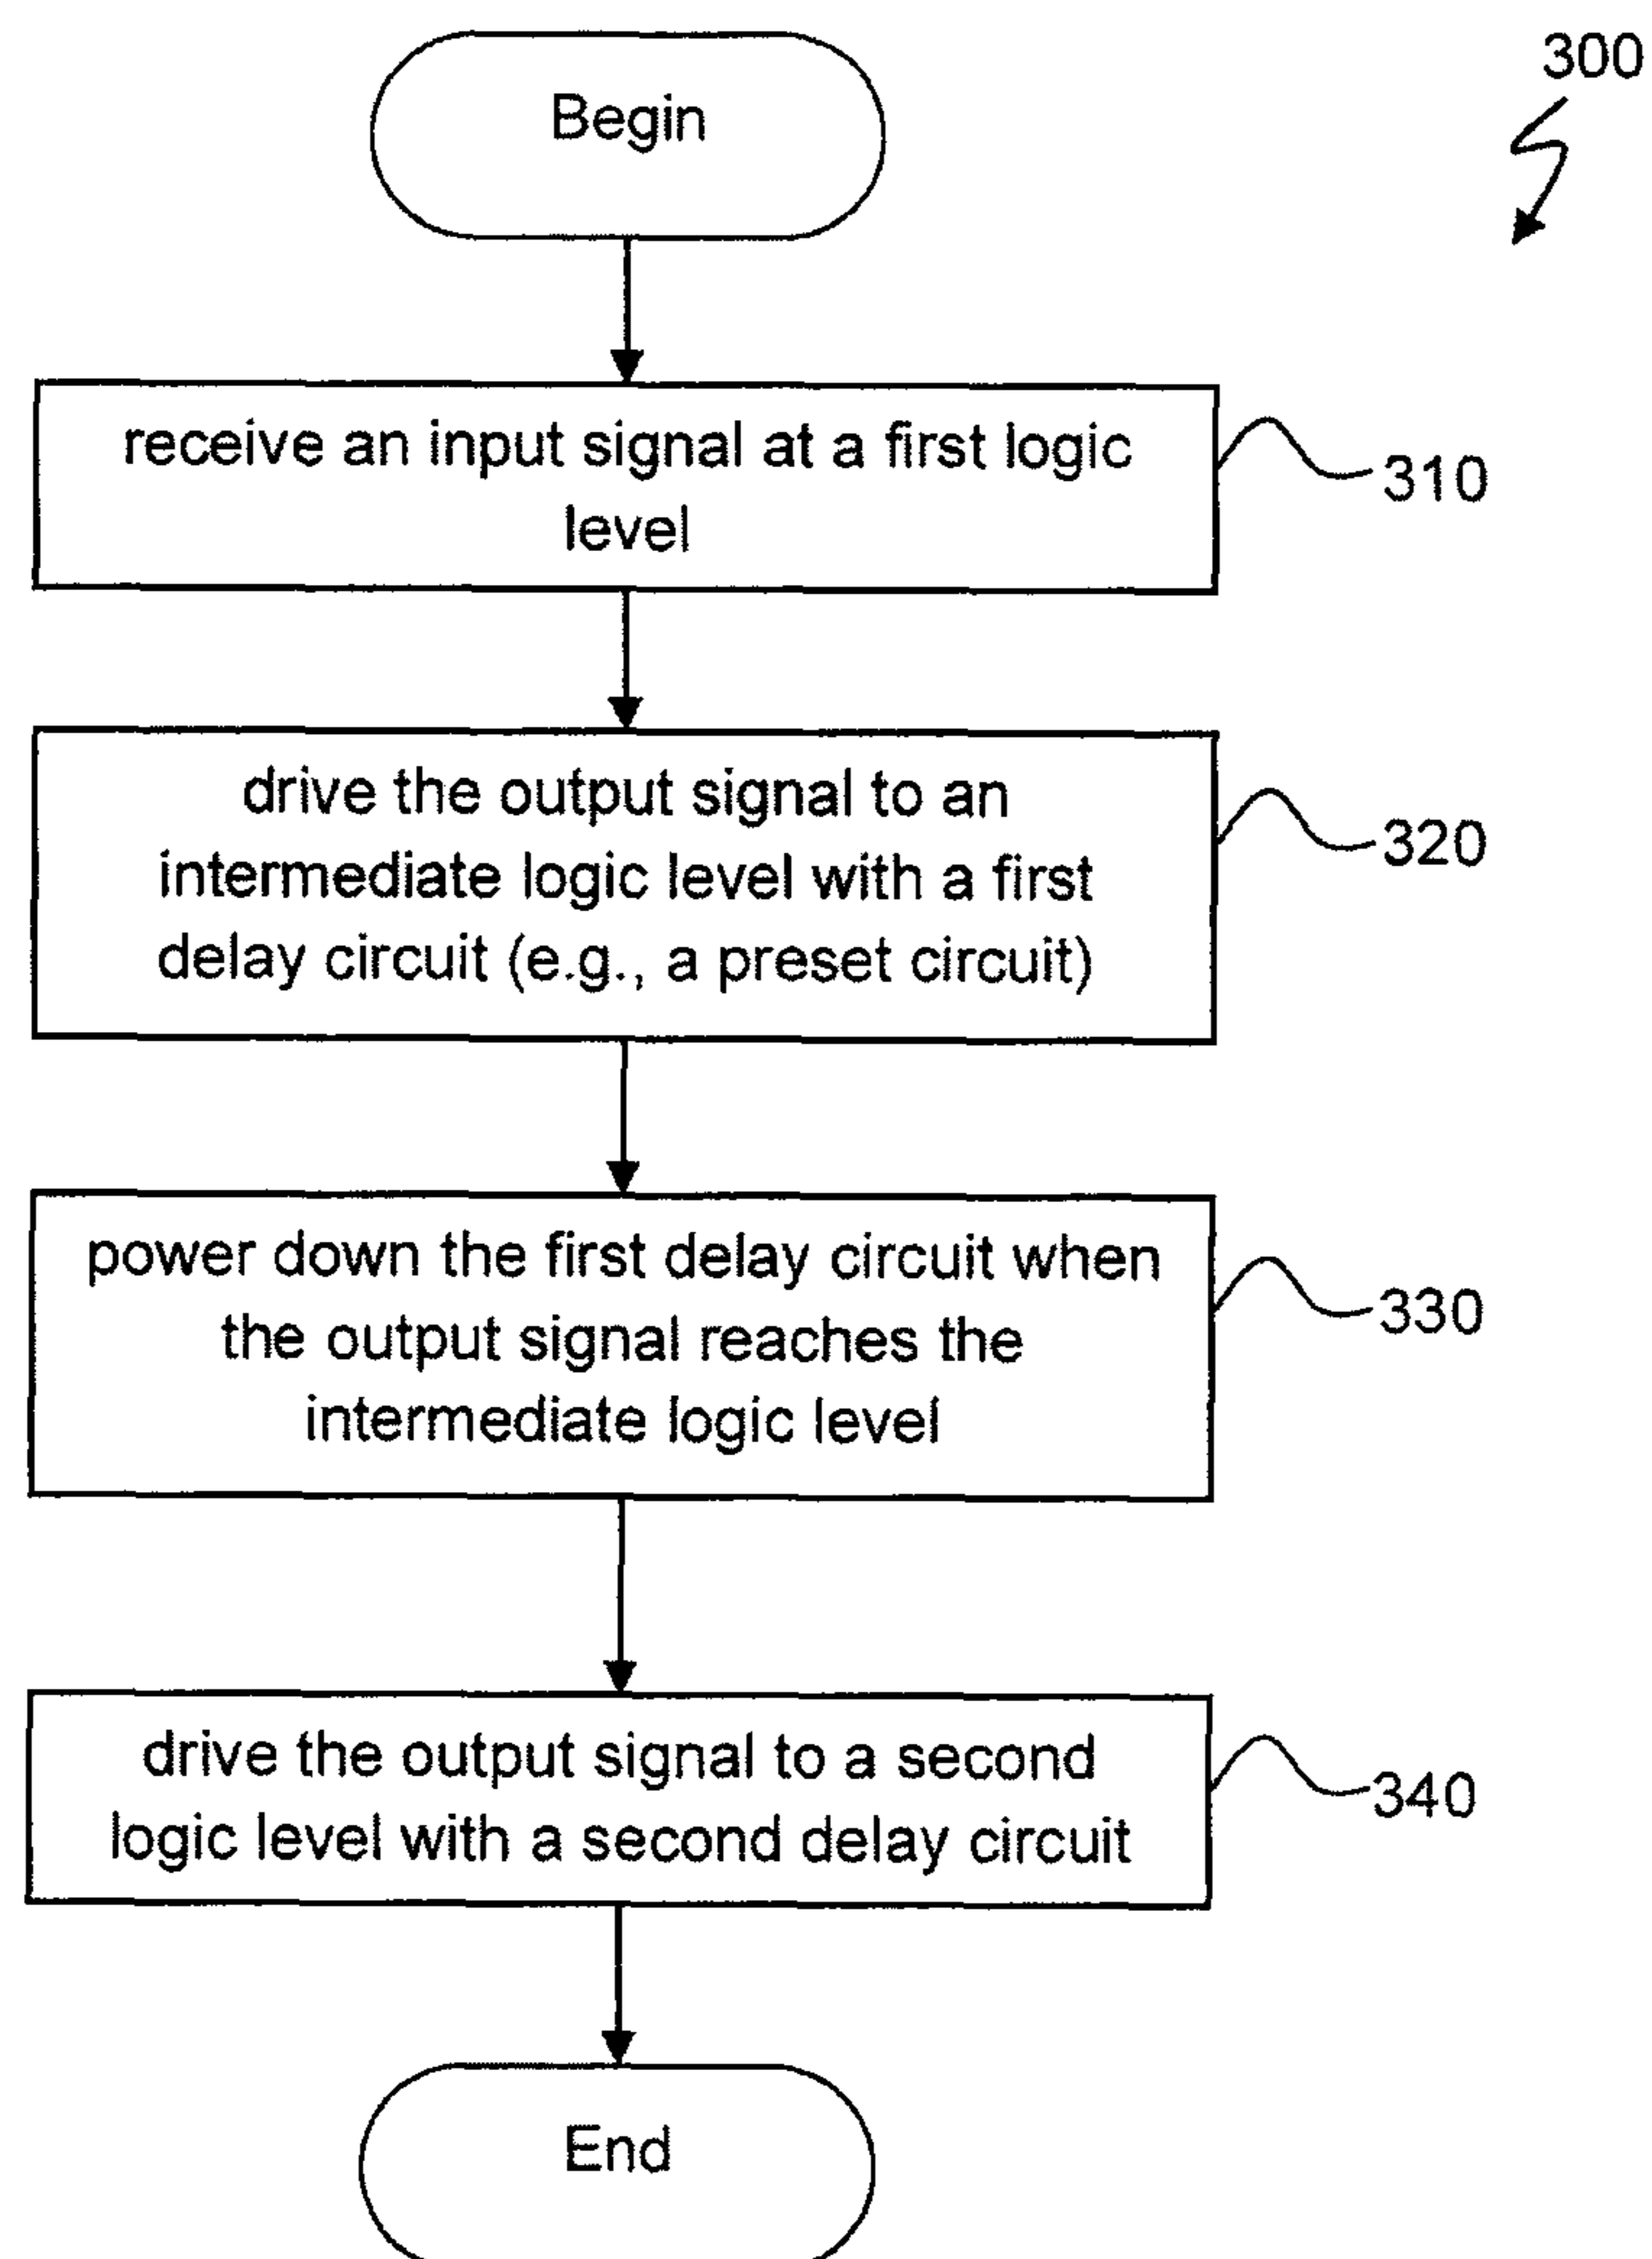 Begin
300
receive an input signal at a first logic
level
310
drive the output signal to an
intermediate logic level with a first
delay circuit (e.g., a preset circuit)
320
power down the first delay circuit when
the output signal reaches the
intermediate logic level
330
drive the output signal to a second
logic level with a second delay circuit
340
End